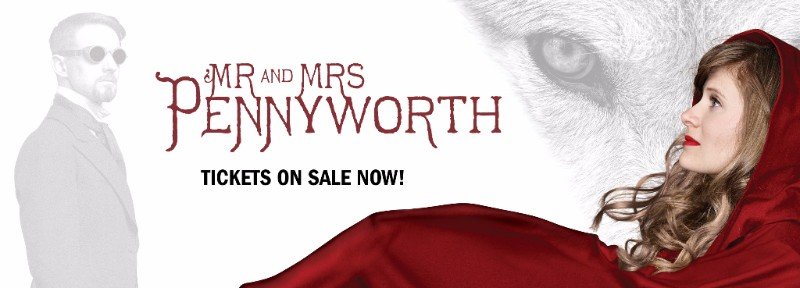 MR AND MRS
PENNYWORTH
TICKETS ON SALE NOW!